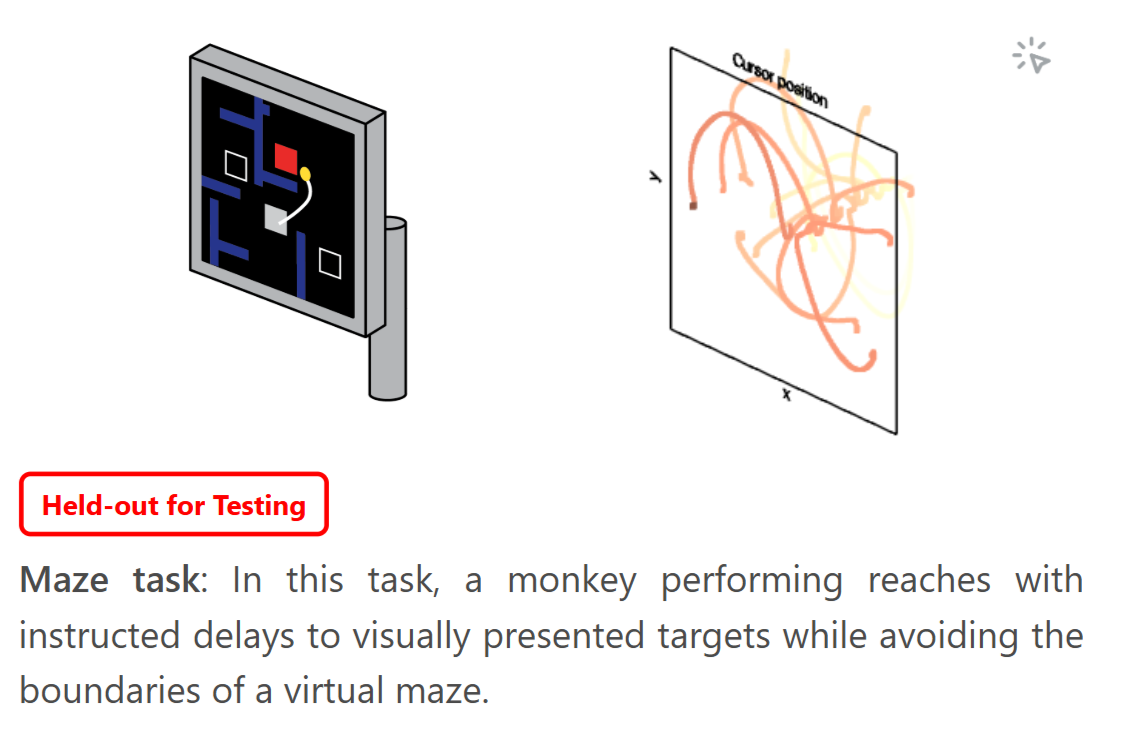 Cursor position
y
x
Held-out for Testing
Maze task: In this task, a monkey performing reaches with
instructed delays to visually presented targets while avoiding the
boundaries of a virtual maze.